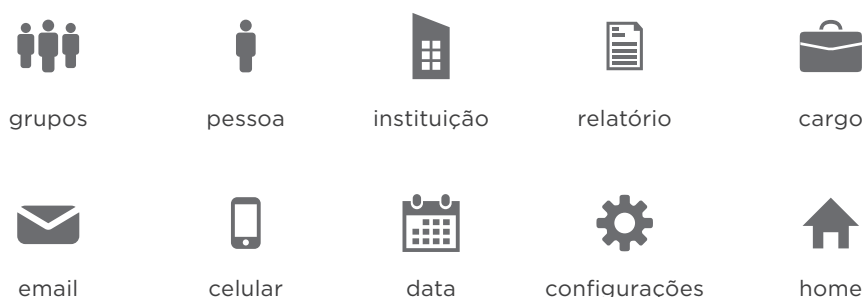 grupos pessoa instituição relatório cargo
email celular data configurações home